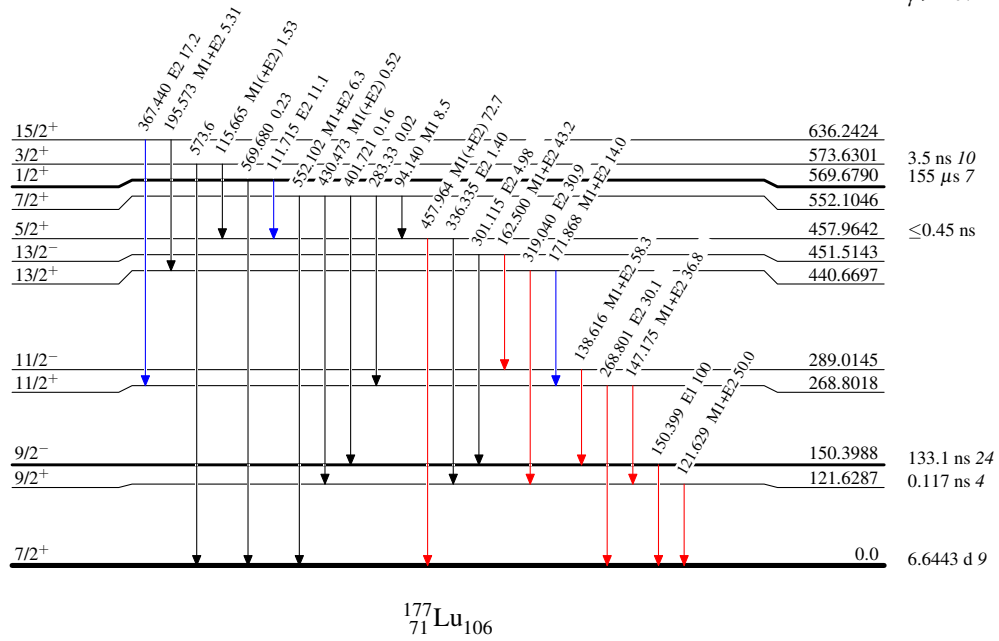 367.440 E2 17.2
195.573 M1+E2 5.31
573.6
115.665 M1(+E2) 1.53
569.680 0.23
111.715 E2 11.1
552.102 M1+E2 6.3
430.473 M1(+E2) 0.52
401.721 0.16
283.33 0.02
94.140 M1 8.5
457.964 M1(+E2) 72.7
336.335 E2 1.40
301.115 E2 4.98
162.500 M1+E2 43.2
319.040 E2 30.9
171.868 M1+E2 14.0
138.616 M1+E2 58.3
268.801 E2 30.1
147.175 M1+E2 36.8
150.399 E1 100
121.629 M1+E2 50.0
15/2⁺ 636.2424
3/2⁺ 573.6301 3.5 ns 10
1/2⁺ 569.6790 155 μs 7
7/2⁺ 552.1046
5/2⁺ 457.9642 ≤0.45 ns
13/2⁻ 451.5143
13/2⁺ 440.6697
11/2⁻ 289.0145
11/2⁺ 268.8018
9/2⁻ 150.3988 133.1 ns 24
9/2⁺ 121.6287 0.117 ns 4
7/2⁺ 0.0 6.6443 d 9
¹⁷⁷₇₁Lu₁₀₆